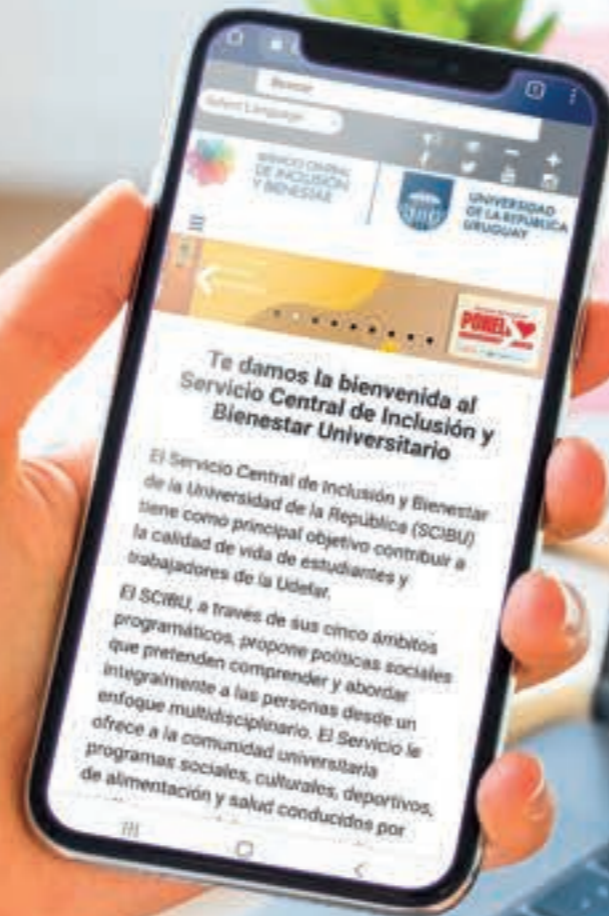 Buscar
Select Language
SERVICIO CENTRAL
DE INCLUSIÓN
Y BIENESTAR
UNIVERSIDAD
DE LA REPÚBLICA
URUGUAY
Te damos la bienvenida al
Servicio Central de Inclusión y
Bienestar Universitario
El Servicio Central de Inclusión y Bienestar
de la Universidad de la República (SCIBU)
tiene como principal objetivo contribuir a
la calidad de vida de estudiantes y
trabajadores de la Udelar.
El SCIBU, a través de sus cinco ámbitos
programáticos, propone políticas sociales
que pretenden comprender y abordar
integralmente a las personas desde un
enfoque multidisciplinario. El Servicio le
ofrece a la comunidad universitaria
programas sociales, culturales, deportivos,
de alimentación y salud conducidos por